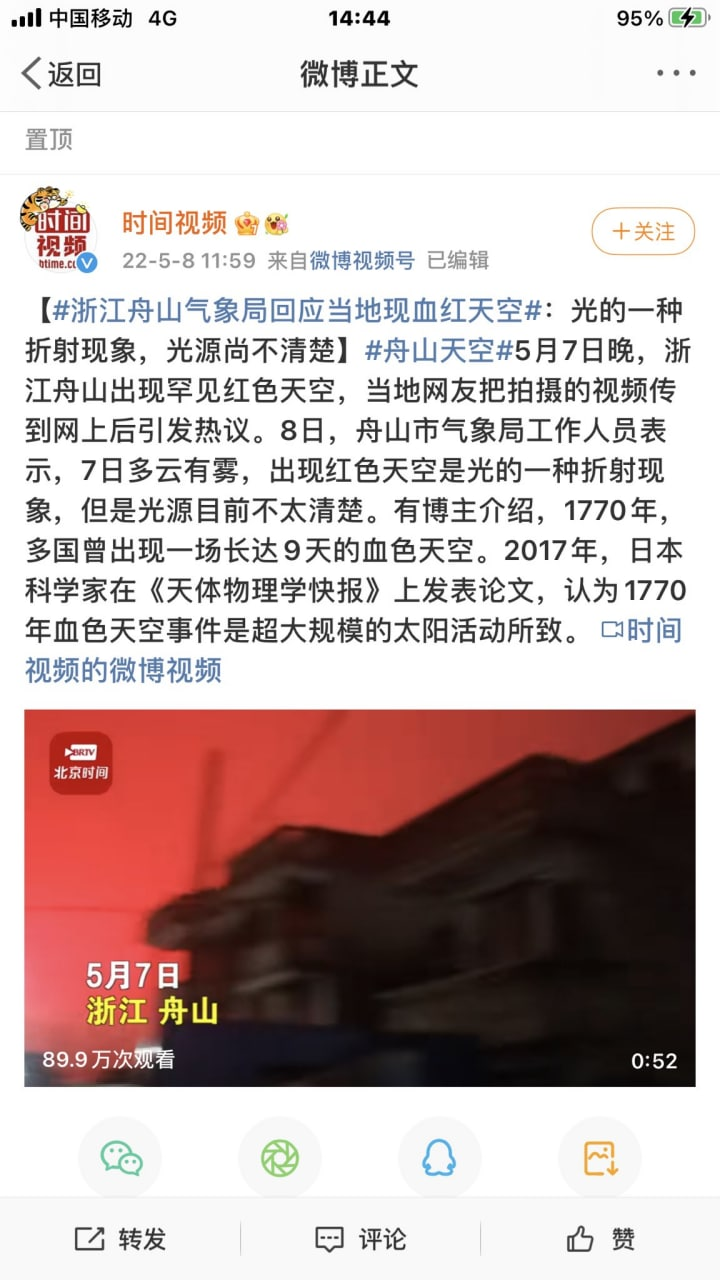 中国移动 4G 14:44 95%
返回 微博正文
置顶
时间视频
btime.c
时间视频
22-5-8 11:59 来自微博视频号 已编辑
+关注
【#浙江舟山气象局回应当地现血红天空#：光的一种
折射现象，光源尚不清楚】#舟山天空#5月7日晚，浙
江舟山出现罕见红色天空，当地网友把拍摄的视频传
到网上后引发热议。8日，舟山市气象局工作人员表
示，7日多云有雾，出现红色天空是光的一种折射现
象，但是光源目前不太清楚。有博主介绍，1770年，
多国曾出现一场长达9天的血色天空。2017年，日本
科学家在《天体物理学快报》上发表论文，认为1770
年血色天空事件是超大规模的太阳活动所致。 时间
视频的微博视频
BRTV
北京时间
5月7日
浙江 舟山
89.9万次观看 0:52
转发 评论 赞